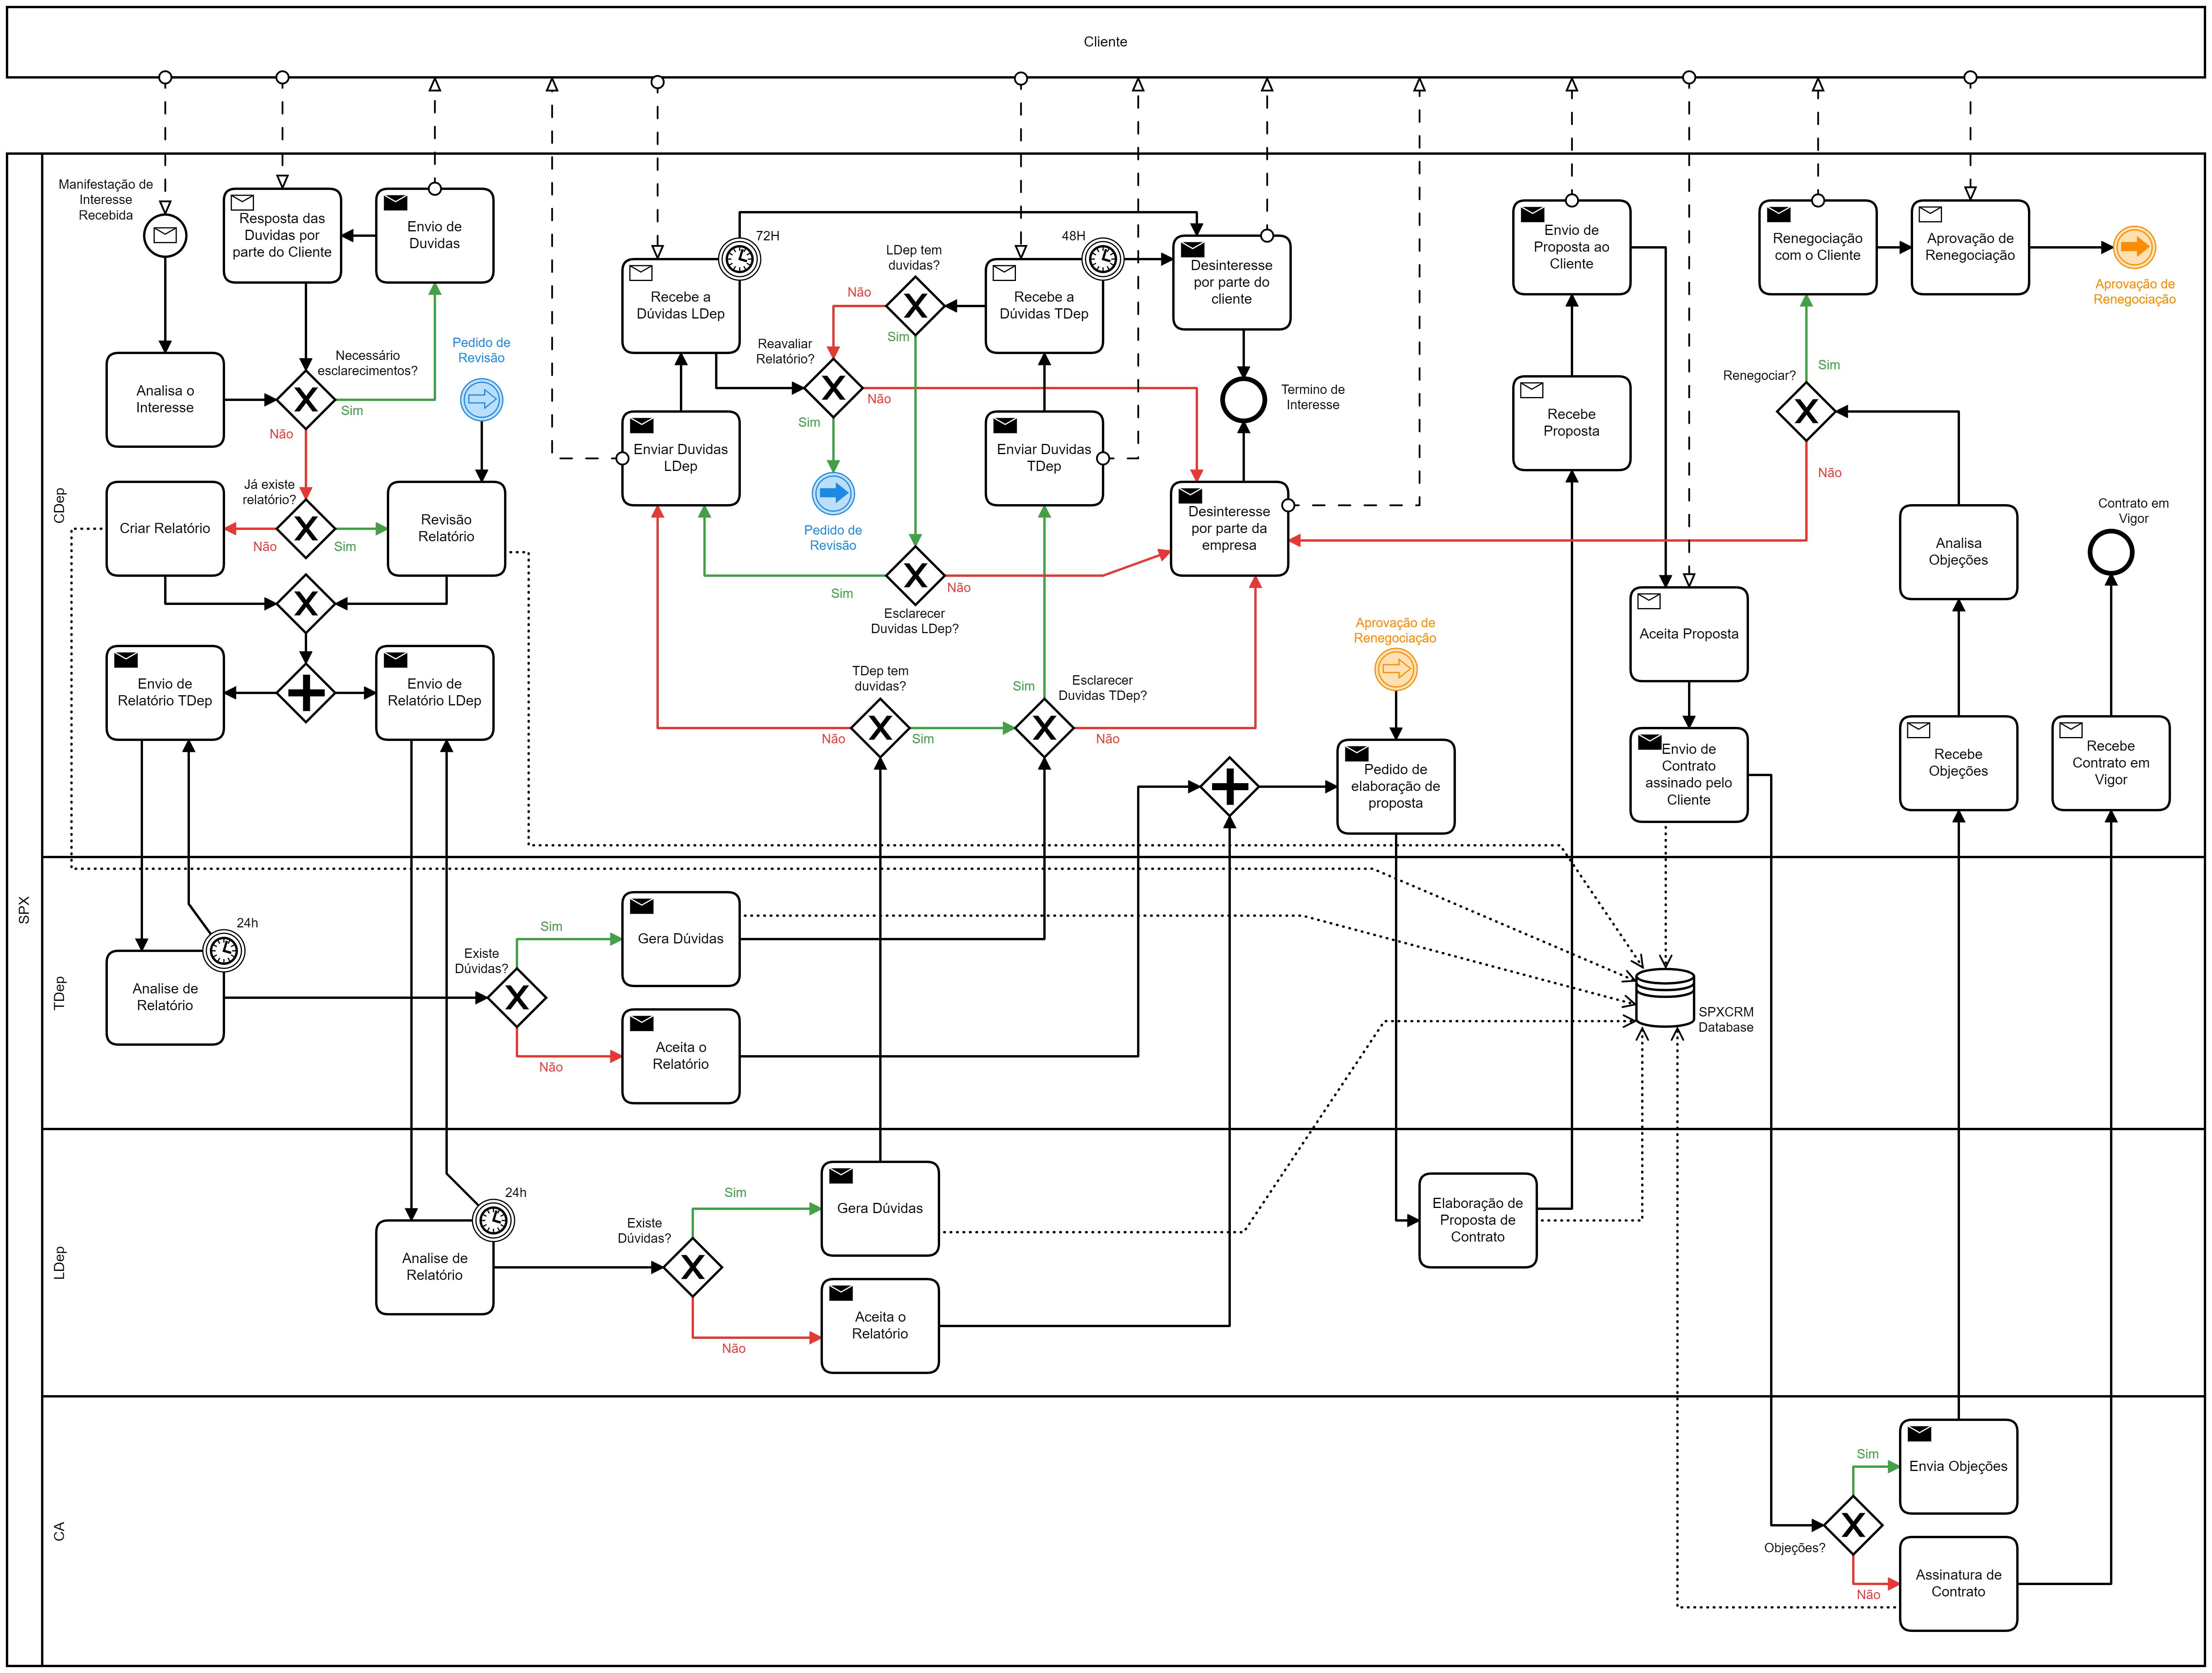 Cliente
SPX
CDep
Manifestação de
Interesse
Recebida
Resposta das
Duvidas por
parte do Cliente
Envio de
Duvidas
Analisa o
Interesse
Necessário
esclarecimentos?
Sim
Não
Pedido de
Revisão
Já existe
relatório?
Criar Relatório
Não
Sim
Revisão
Relatório
Envio de
Relatório TDep
Envio de
Relatório LDep
72H
Recebe a
Dúvidas LDep
LDep tem
duvidas?
Não
Sim
48H
Recebe a
Dúvidas TDep
Desinteresse
por parte do
cliente
Reavaliar
Relatório?
Não
Sim
Termino de
Interesse
Enviar Duvidas
LDep
Pedido de
Revisão
Enviar Duvidas
TDep
Desinteresse
por parte da
empresa
Sim
Não
Esclarecer
Duvidas LDep?
TDep tem
duvidas?
Não
Sim
Sim
Esclarecer
Duvidas TDep?
Não
Aprovação de
Renegociação
Pedido de
elaboração de
proposta
Envio de
Proposta ao
Cliente
Recebe
Proposta
Aceita Proposta
Envio de
Contrato
assinado pelo
Cliente
Renegociação
com o Cliente
Aprovação de
Renegociação
Aprovação de
Renegociação
Renegociar?
Sim
Não
Analisa
Objeções
Contrato em
Vigor
Recebe
Objeções
Recebe
Contrato em
Vigor
TDep
24h
Analise de
Relatório
Existe
Dúvidas?
Sim
Não
Gera Dúvidas
Aceita o
Relatório
SPXCRM
Database
LDep
24h
Analise de
Relatório
Existe
Dúvidas?
Sim
Não
Gera Dúvidas
Aceita o
Relatório
Elaboração de
Proposta de
Contrato
CA
Objeções?
Sim
Não
Envia Objeções
Assinatura de
Contrato